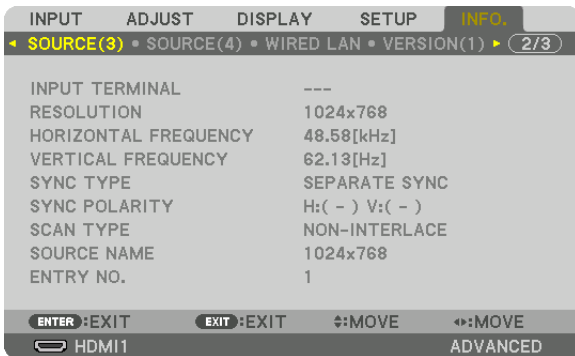 INPUT ADJUST DISPLAY SETUP INFO.
◄ SOURCE(3) • SOURCE(4) • WIRED LAN • VERSION(1) ► 2/3
INPUT TERMINAL ---
RESOLUTION 1024x768
HORIZONTAL FREQUENCY 48.58[kHz]
VERTICAL FREQUENCY 62.13[Hz]
SYNC TYPE SEPARATE SYNC
SYNC POLARITY H:( - ) V:( - )
SCAN TYPE NON-INTERLACE
SOURCE NAME 1024x768
ENTRY NO. 1
ENTER :EXIT EXIT :EXIT :MOVE :MOVE
HDMI1 ADVANCED